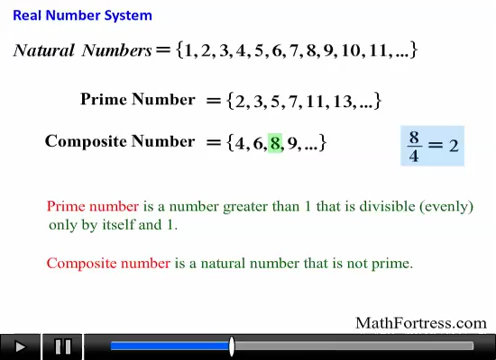 Real Number System
Natural Numbers = {1, 2, 3, 4, 5, 6, 7, 8, 9, 10, 11,...}
Prime Number = {2, 3, 5, 7, 11, 13,...}
Composite Number = {4, 6, 8, 9,...}
8/4 = 2
Prime number is a number greater than 1 that is divisible (evenly)
only by itself and 1.
Composite number is a natural number that is not prime.
MathFortress.com